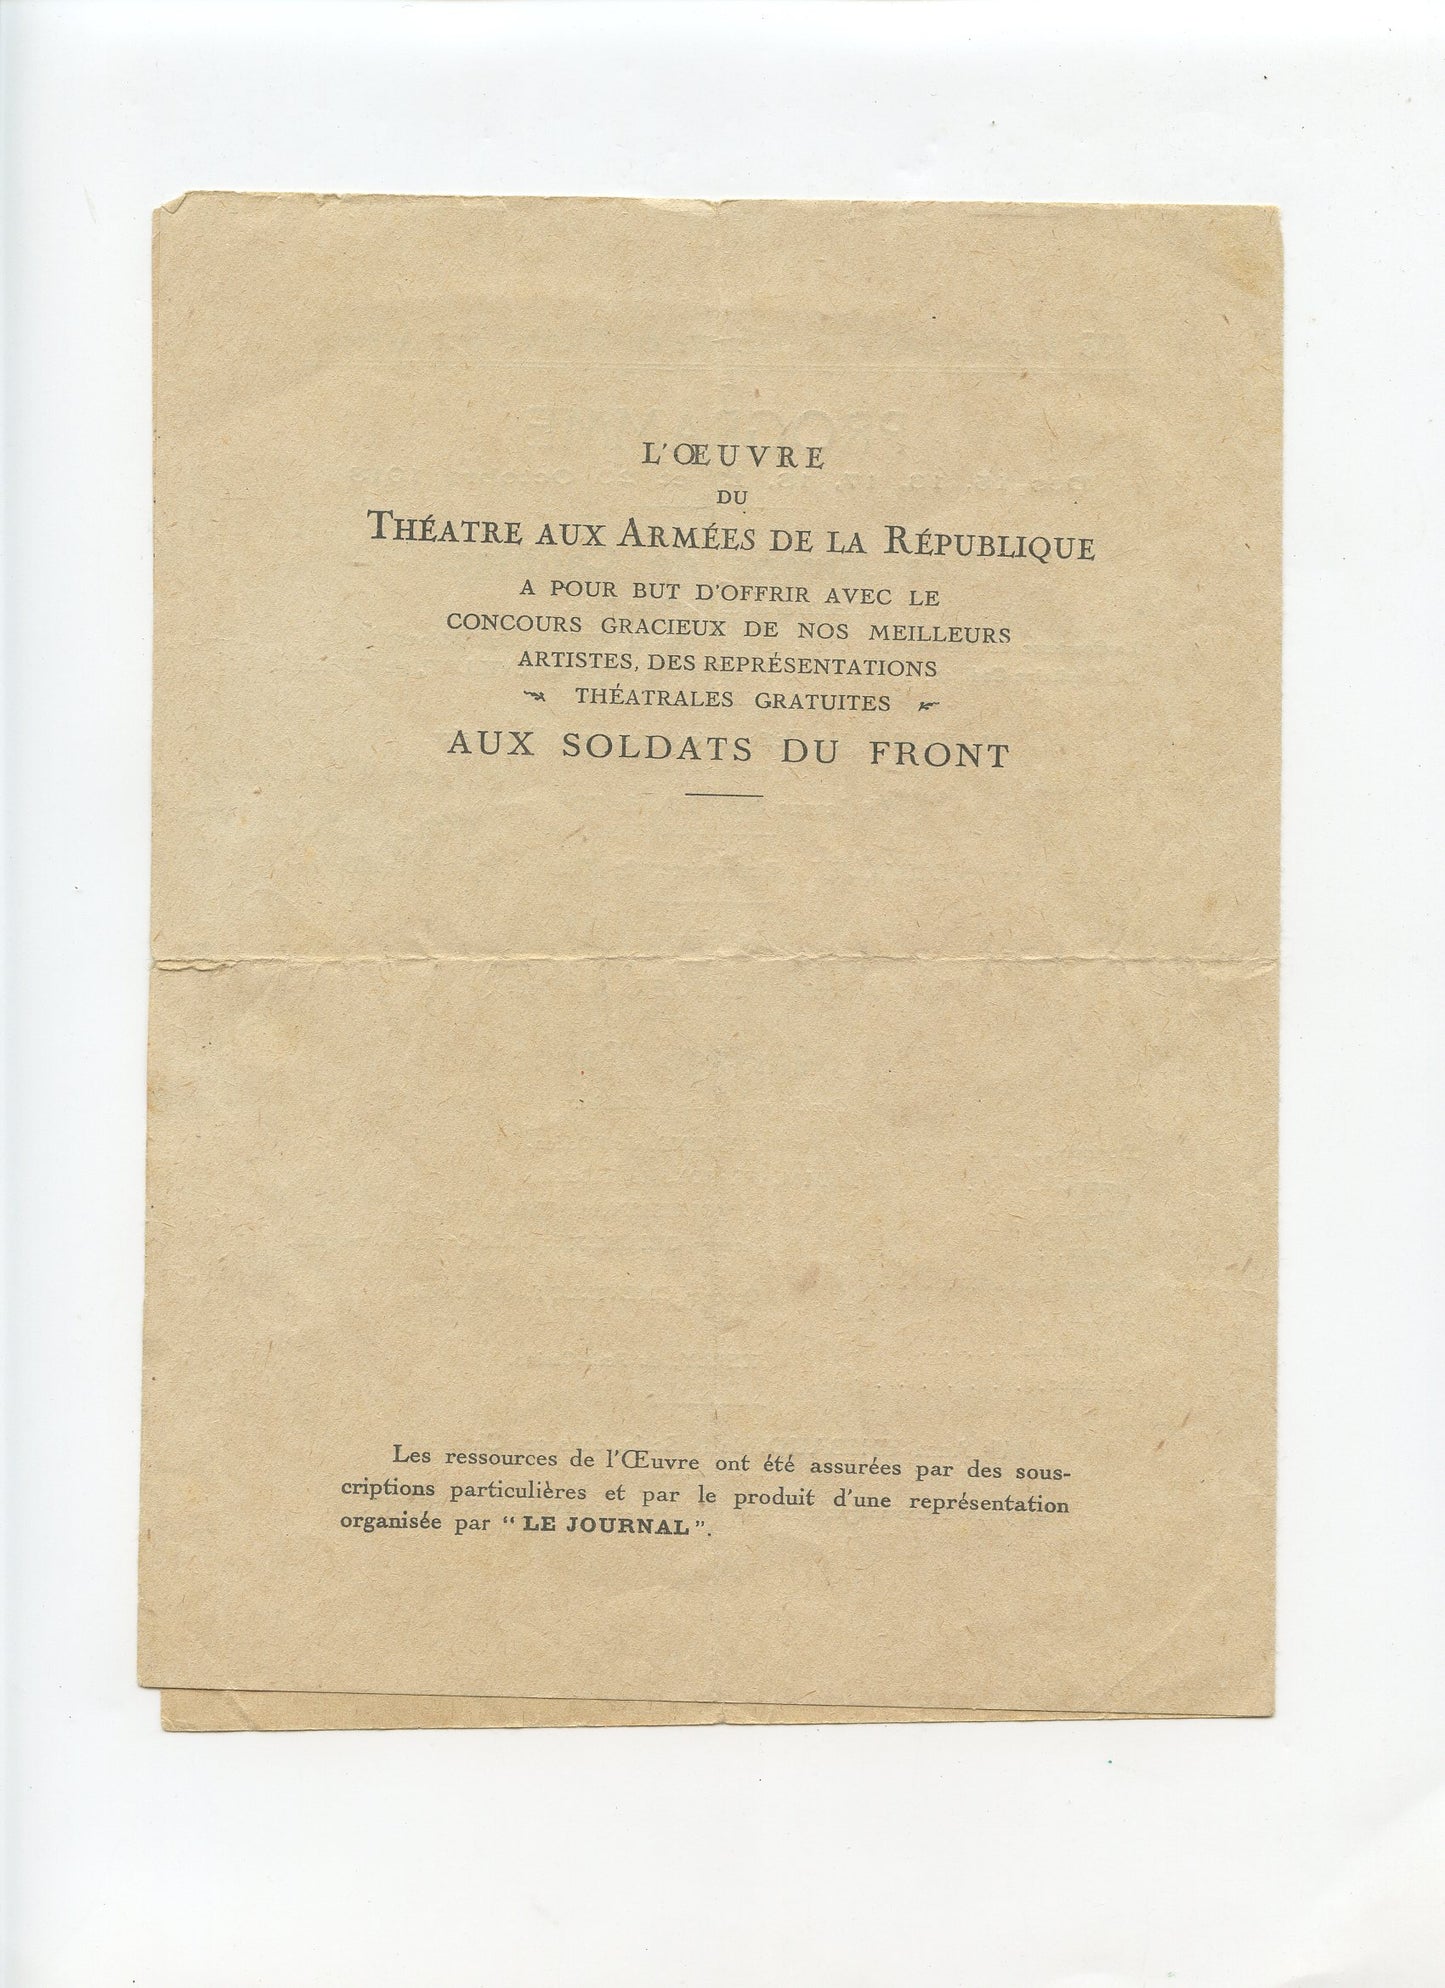 L'ŒUVRE
DU
THÉATRE AUX ARMÉES DE LA RÉPUBLIQUE
A POUR BUT D'OFFRIR AVEC LE
CONCOURS GRACIEUX DE NOS MEILLEURS
ARTISTES, DES REPRÉSENTATIONS
THÉATRALES GRATUITES
AUX SOLDATS DU FRONT
Les ressources de l'Œuvre ont été assurées par des sous-
criptions particulières et par le produit d'une représentation
organisée par “ LE JOURNAL ”.